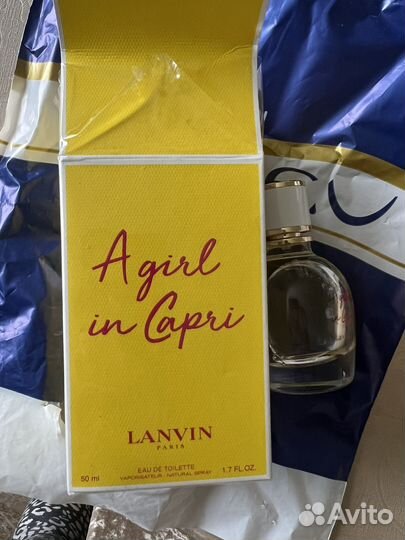 A girl
in Capri
LANVIN
PARIS
EAU DE TOILETTE
VAPORISATEUR - NATURAL SPRAY
50 ml
1.7 FL.OZ.
Avito